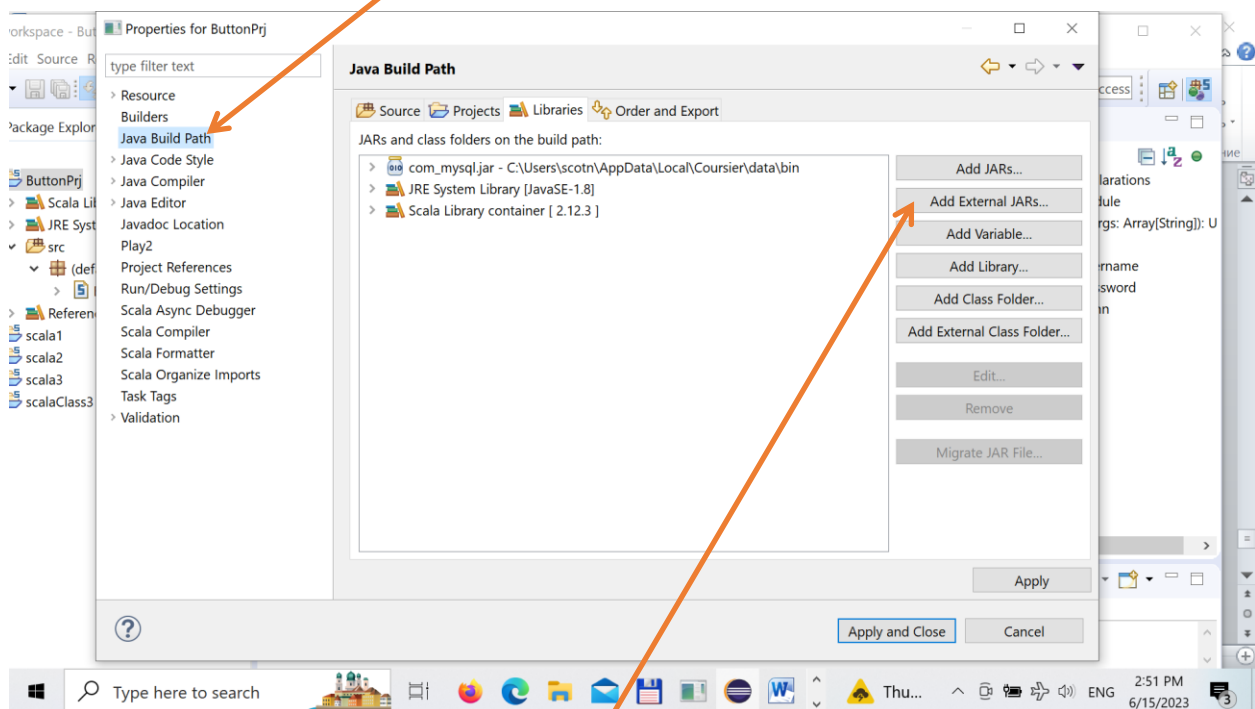 Properties for ButtonPrj
type filter text
Resource
Builders
Java Build Path
Java Code Style
Java Compiler
Java Editor
Javadoc Location
Play2
Project References
Run/Debug Settings
Scala Async Debugger
Scala Compiler
Scala Formatter
Scala Organize Imports
Task Tags
Validation
Java Build Path
Source Projects Libraries Order and Export
JARs and class folders on the build path:
com_mysql.jar - C:\Users\scotn\AppData\Local\Coursier\data\bin
JRE System Library [JavaSE-1.8]
Scala Library container [ 2.12.3 ]
Add JARs...
Add External JARs...
Add Variable...
Add Library...
Add Class Folder...
Add External Class Folder...
Edit...
Remove
Migrate JAR File...
Apply
Apply and Close Cancel
orkspace - But
Edit Source R
Package Explor
ButtonPrj
Scala Li
JRE Syst
src
(def
Referen
scala1
scala2
scala3
scalaClass3
ccess
larations
dule
rgs: Array[String]): U
rname
sword
ние
Type here to search
Thu...
ENG
2:51 PM
6/15/2023
3